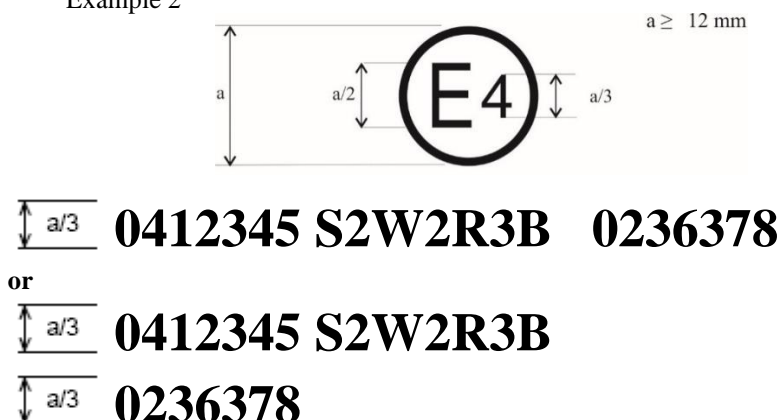 Example 2
a ≥ 12 mm
a a/2 E4 a/3
a/3 0412345 S2W2R3B 0236378
or
a/3 0412345 S2W2R3B
a/3 0236378